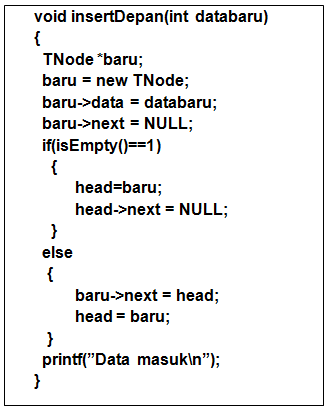 void insertDepan(int databaru)
{
TNode *baru;
baru = new TNode;
baru->data = databaru;
baru->next = NULL;
if(isEmpty()==1)
{
head=baru;
head->next = NULL;
}
else
{
baru->next = head;
head = baru;
}
printf(”Data masuk\n”);
}